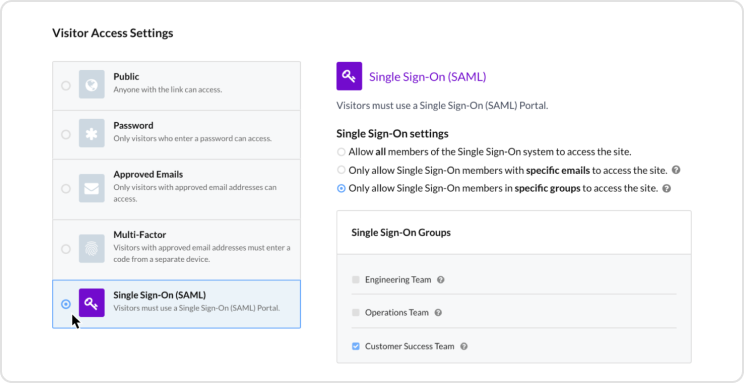 Visitor Access Settings
Public
Anyone with the link can access.
Password
Only visitors who enter a password can access.
Approved Emails
Only visitors with approved email addresses can
access.
Multi-Factor
Visitors with approved email addresses must enter a
code from a separate device.
Single Sign-On (SAML)
Visitors must use a Single Sign-On (SAML) Portal.
Single Sign-On (SAML)
Visitors must use a Single Sign-On (SAML) Portal.
Single Sign-On settings
Allow all members of the Single Sign-On system to access the site.
Only allow Single Sign-On members with specific emails to access the site. ?
Only allow Single Sign-On members in specific groups to access the site. ?
Single Sign-On Groups
Engineering Team ?
Operations Team ?
Customer Success Team ?